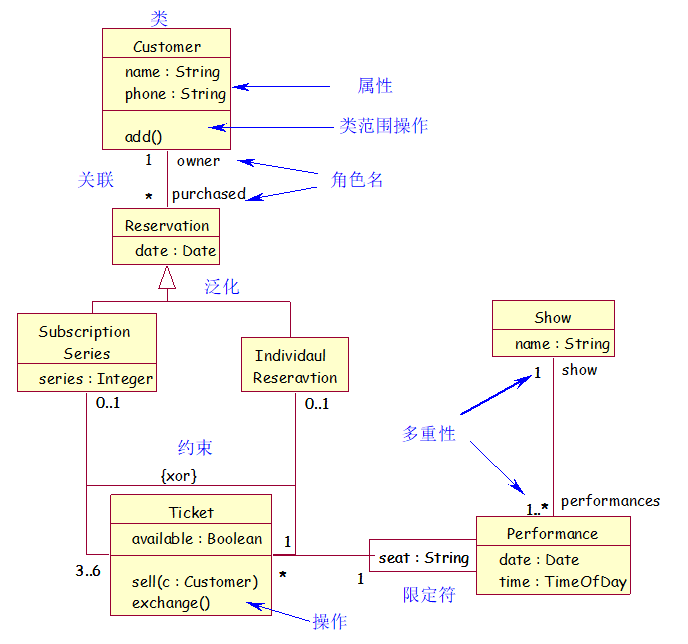 类
Customer
name : String
phone : String
属性
add()
类范围操作
1
owner
关联
角色名
*
purchased
Reservation
date : Date
泛化
Subscription
Series
series : Integer
Individaul
Reseravtion
Show
name : String
0..1
0..1
1
show
约束
多重性
{xor}
Ticket
available : Boolean
sell(c : Customer)
exchange()
3..6
1
*
1
seat : String
限定符
1..*
performances
Performance
date : Date
time : TimeOfDay
操作